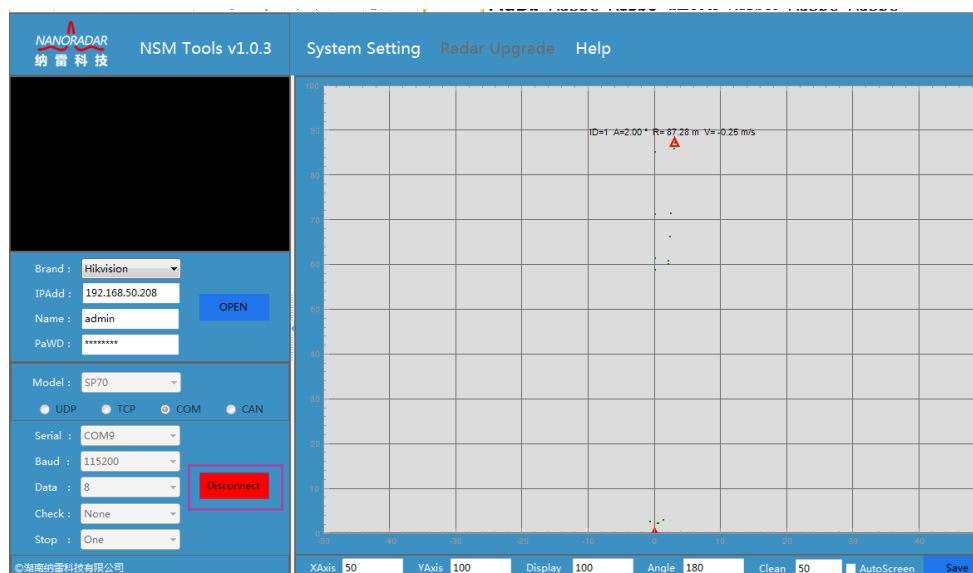 NANORADAR
纳雷科技
NSM Tools v1.0.3
System Setting Radar Upgrade Help
Brand : Hikvision
IPAdd : 192.168.50.208
Name : admin
PaWD : ********
OPEN
Model : SP70
UDP TCP COM CAN
Serial : COM9
Baud : 115200
Data : 8
Check : None
Stop : One
Disconnect
©湖南纳雷科技有限公司
100
90
80
70
60
50
40
30
20
10
0
ID=1 A=2.00 ° R= 87.28 m V= -0.25 m/s
-50 -40 -30 -20 -10 0 10 20 30 40
XAxis 50 YAxis 100 Display 100 Angle 180 Clean 50 AutoScreen Save